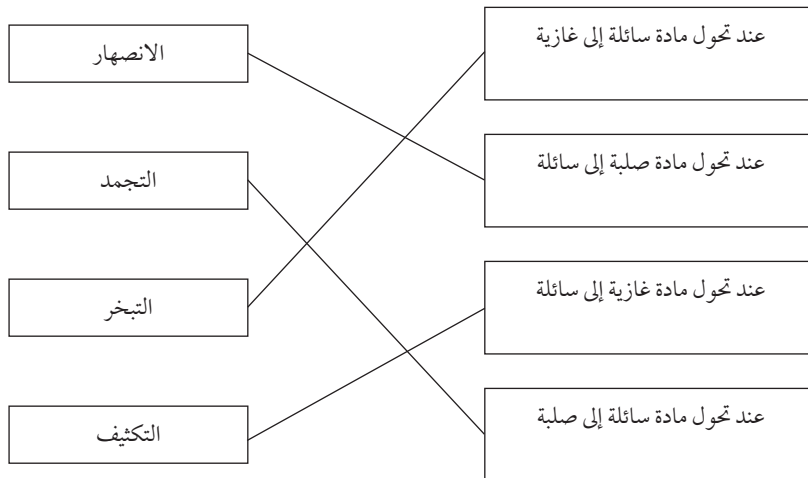 عند تحول مادة سائلة إلى غازية
الانصهار
عند تحول مادة صلبة إلى سائلة
التجمد
عند تحول مادة غازية إلى سائلة
التبخر
عند تحول مادة سائلة إلى صلبة
التكثيف